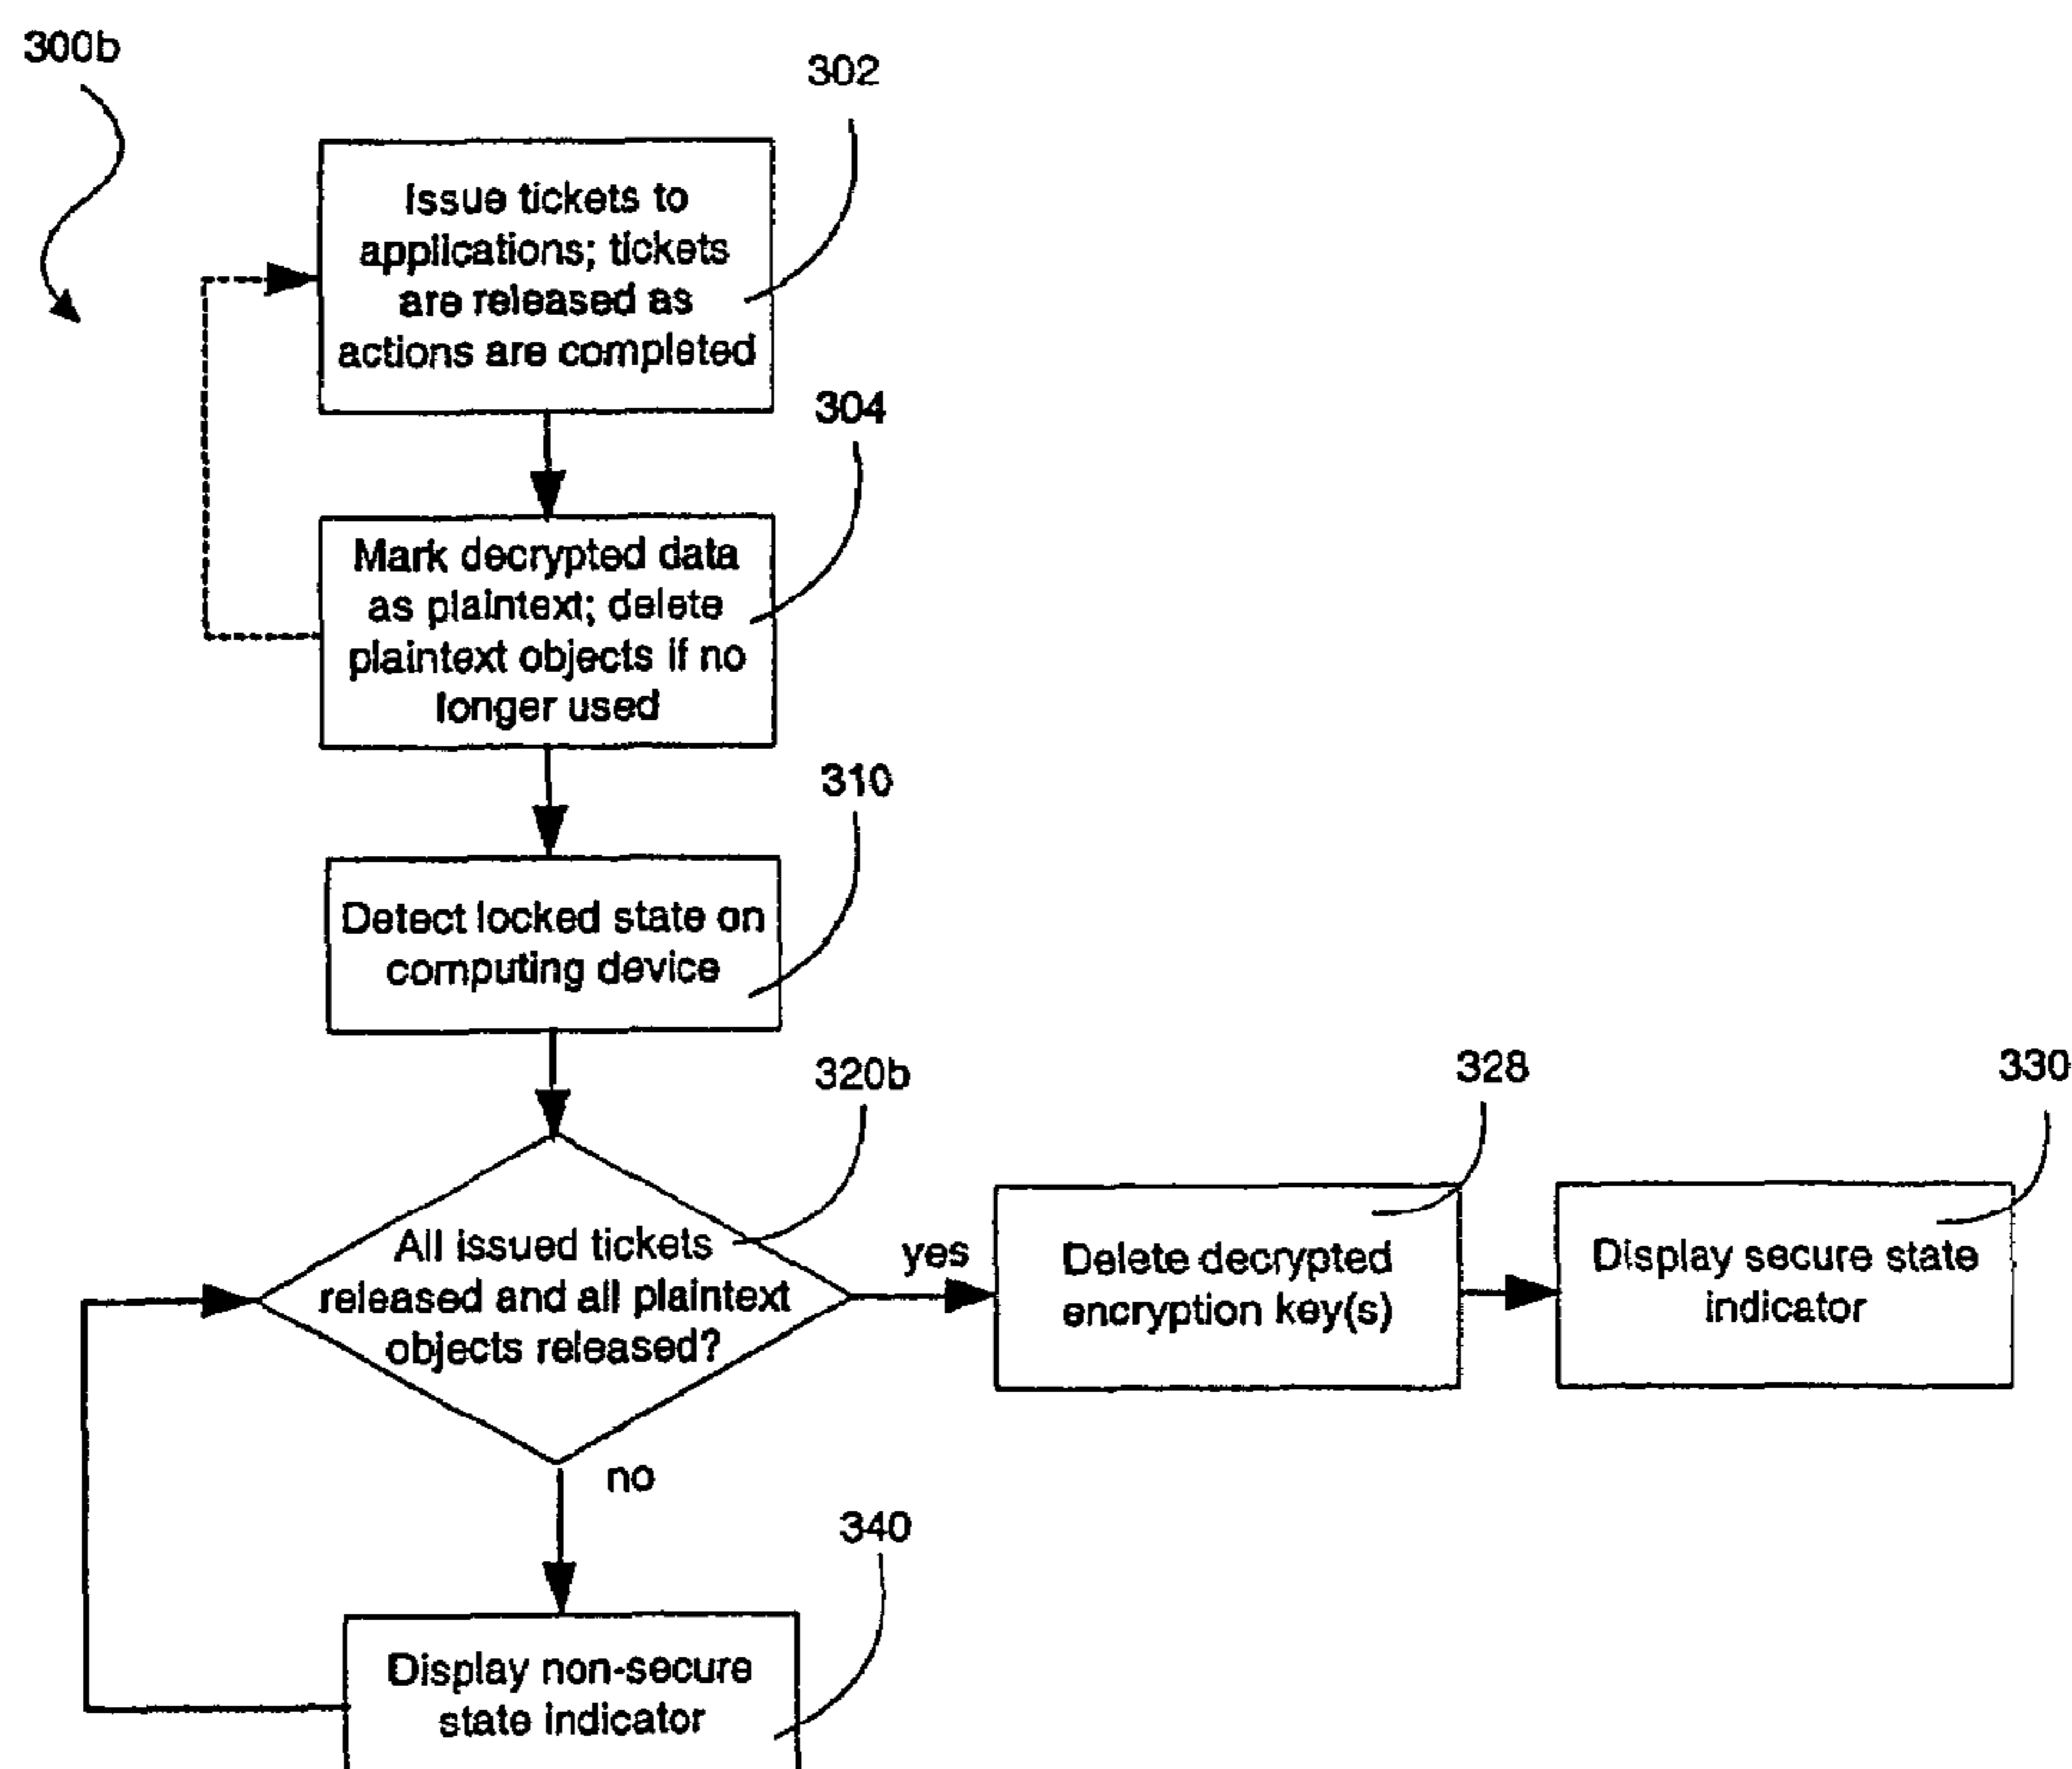 300b
302
Issue tickets to
applications; tickets
are released as
actions are completed
304
Mark decrypted data
as plaintext; delete
plaintext objects if no
longer used
310
Detect locked state on
computing device
320b
All issued tickets
released and all plaintext
objects released?
yes
328
Delete decrypted
encryption key(s)
330
Display secure state
indicator
no
340
Display non-secure
state indicator